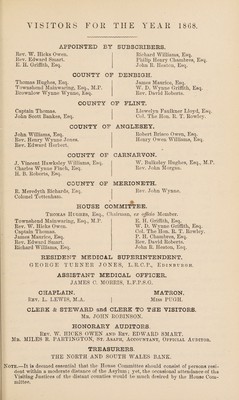 VISITORS FOR THE YEAR 1868.
APPOINTED BY SUBSCRIBERS.
Rev. W. Hicks Owen.
Rev. Edward Smart.
E. H. Griffith, Esq.
Richard Williams, Esq.
Philip Henry Chambres, Esq.
John R. Heaton, Esq.
COUNTY OF DENBIGH.
Thomas Hughes, Esq.
Townshend Mainwaring, Esq., M.P.
Brownlow Wynne Wynne, Esq.
James Maurice, Esq.
W. D. Wynne Griffith, Esq.
Rev. David Roberts.
COUNTY OF FLINT.
Captain Thomas.
John Scott Bankes, Esq.
Llewelyn Faulkner Lloyd, Esq.
Col. The Hon. R. T. Rowley.
COUNTY OF ANGLESEY.
John Williams, Esq.
Rev. Henry Wynne Jones.
Rev. Edward Herbert.
Robert Briseo Owen, Esq.
Henry Owen Williams, Esq.
COUNTY OF CARNARVON.
J. Vincent Hawksley Williams, Esq.
Charles Wynne Finch, Esq.
H. B. Roberts, Esq.
W. Bulkeley Hughes, Esq., M.P.
Rev. John Morgan.
COUNTY OF MERIONETH.
E. Meredyth Richards, Esq.
Colonel Tottenham.
Rev. John Wynne.
HOUSE COMMITTEE.
THOMAS HUGHES, Esq., Chairman, ex officio Member.
Townshend Mainwaring, Esq., M.P.
Rev. W. Hicks Owen.
Captain Thomas.
James Maurice, Esq.
Rev. Edward Smart.
Richard Williams, Esq.
E. H. Griffith, Esq.
W. D. Wynne Griffith, Esq.
Col. The Hon. R. T. Rowley.
P. H. Chambres, Esq.
Rev. David Roberts.
John R. Heaton, Esq.
RESIDENT MEDICAL SUPERINTENDENT.
GEORGE TURNER JONES, L.R.C.P., EDINBURGH.
ASSISTANT MEDICAL OFFICER.
JAMES C. MORRIS, L.F.P.S.G.
CHAPLAIN.
REV. L. LEWIS, M.A.
MATRON.
MISS PUGH.
CLERK & STEWARD and CLERK TO THE VISITORS.
MR. JOHN ROBINSON.
HONORARY AUDITORS.
REV. W. HICKS OWEN AND REV. EDWARD SMART.
MR. MILES E. PARTINGTON, ST. ASAPH, ACCOUNTANT, OFFICIAL AUDITOR.
TREASURERS.
THE NORTH AND SOUTH WALES BANK.
NOTE.—It is deemed essential that the House Committee should consist of persons resi-
dent within a moderate distance of the Asylum; yet, the occasional attendance of the
Visiting Justices of the distant counties would be much desired by the House Com-
mittee.